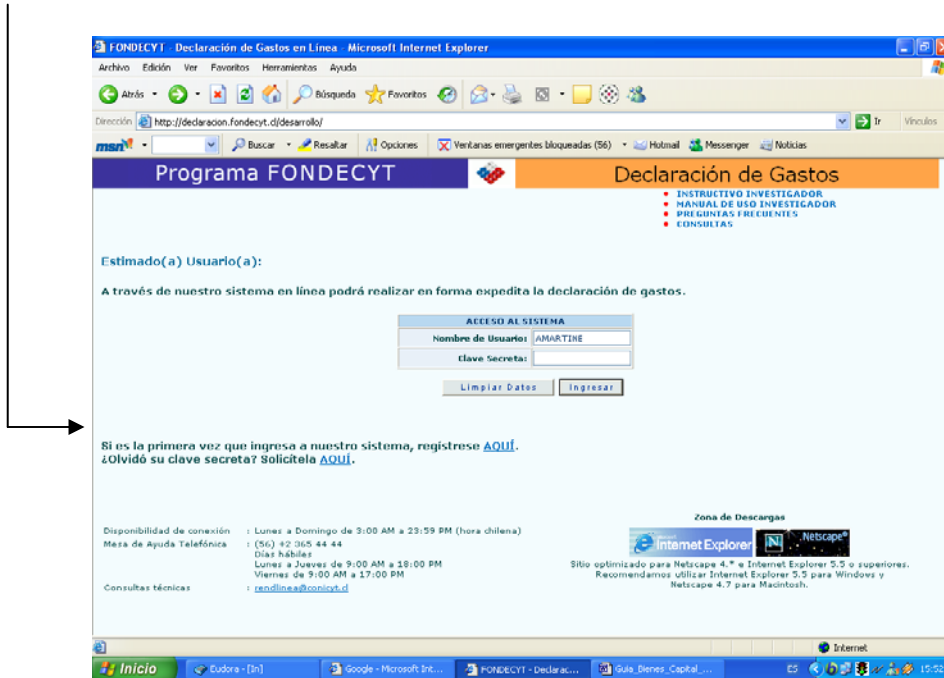 FONDECYT - Declaración de Gastos en Línea - Microsoft Internet Explorer
Archivo Edición Ver Favoritos Herramientas Ayuda
Atrás Búsqueda Favoritos
Dirección http://declaracion.fondecyt.cl/desarrollo/ Ir Vínculos
msn Buscar Resaltar Opciones Ventanas emergentes bloqueadas (56) Hotmail Messenger Noticias
Programa FONDECYT Declaración de Gastos
INSTRUCTIVO INVESTIGADOR
MANUAL DE USO INVESTIGADOR
PREGUNTAS FRECUENTES
CONSULTAS
Estimado(a) Usuario(a):
A través de nuestro sistema en línea podrá realizar en forma expedita la declaración de gastos.
ACCESO AL SISTEMA
Nombre de Usuario: AMARTINE
Clave Secreta:
Limpiar Datos Ingresar
Si es la primera vez que ingresa a nuestro sistema, regístrese AQUÍ.
¿Olvidó su clave secreta? Solicítela AQUÍ.
Disponibilidad de conexión : Lunes a Domingo de 3:00 AM a 23:59 PM (hora chilena)
Mesa de Ayuda Telefónica : (56) 42 365 44 44
Días hábiles
Lunes a Jueves de 9:00 AM a 18:00 PM
Viernes de 9:00 AM a 17:00 PM
Consultas técnicas : rendlinea@conicyt.cl
Zona de Descargas
Internet Explorer N Netscape®
Sitio optimizado para Netscape 4.* e Internet Explorer 5.5 o superiores.
Recomendamos utilizar Internet Explorer 5.5 para Windows y
Netscape 4.7 para Macintosh.
Internet
Inicio Eudora - [In] Google - Microsoft Int... FONDECYT - Declarac... Guia_Bienes_Capital_... ES 15:52